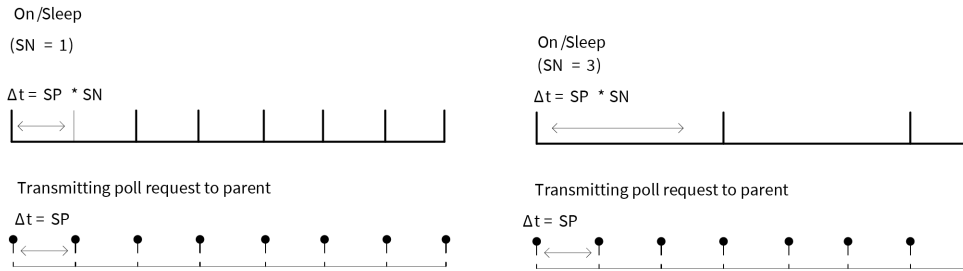 On/Sleep
(SN = 1)
Δt = SP * SN
Transmitting poll request to parent
Δt = SP
On/Sleep
(SN = 3)
Δt = SP * SN
Transmitting poll request to parent
Δt = SP